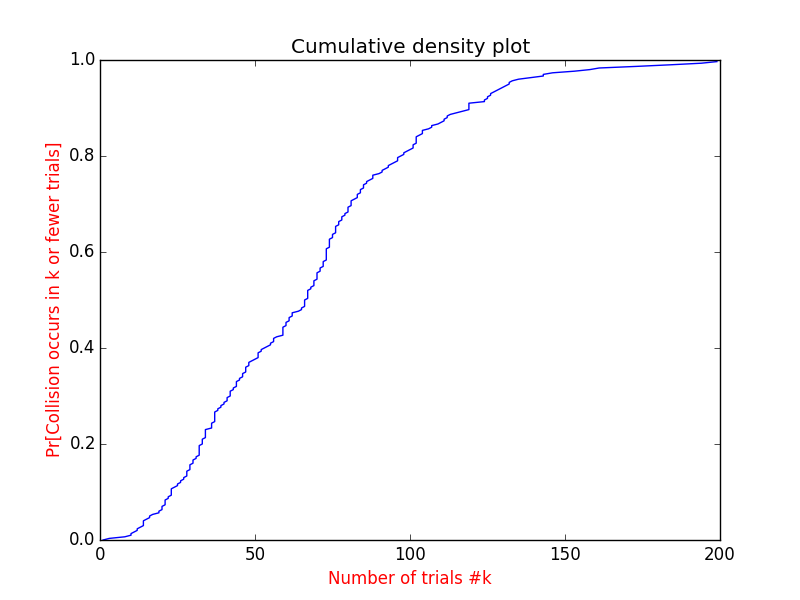 Cumulative density plot
Pr[Collision occurs in k or fewer trials]
1.0
0.8
0.6
0.4
0.2
0.0
0 50 100 150 200
Number of trials #k